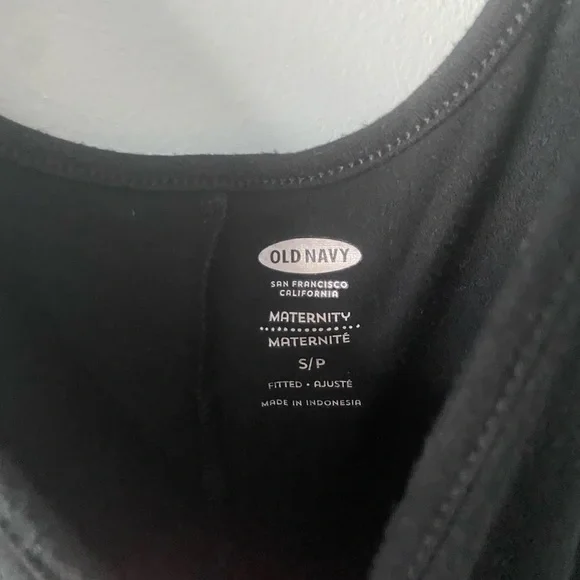 OLD NAVY
SAN FRANCISCO
CALIFORNIA
MATERNITY
MATERNITÉ
S/P
FITTED • AJUSTÉ
MADE IN INDONESIA